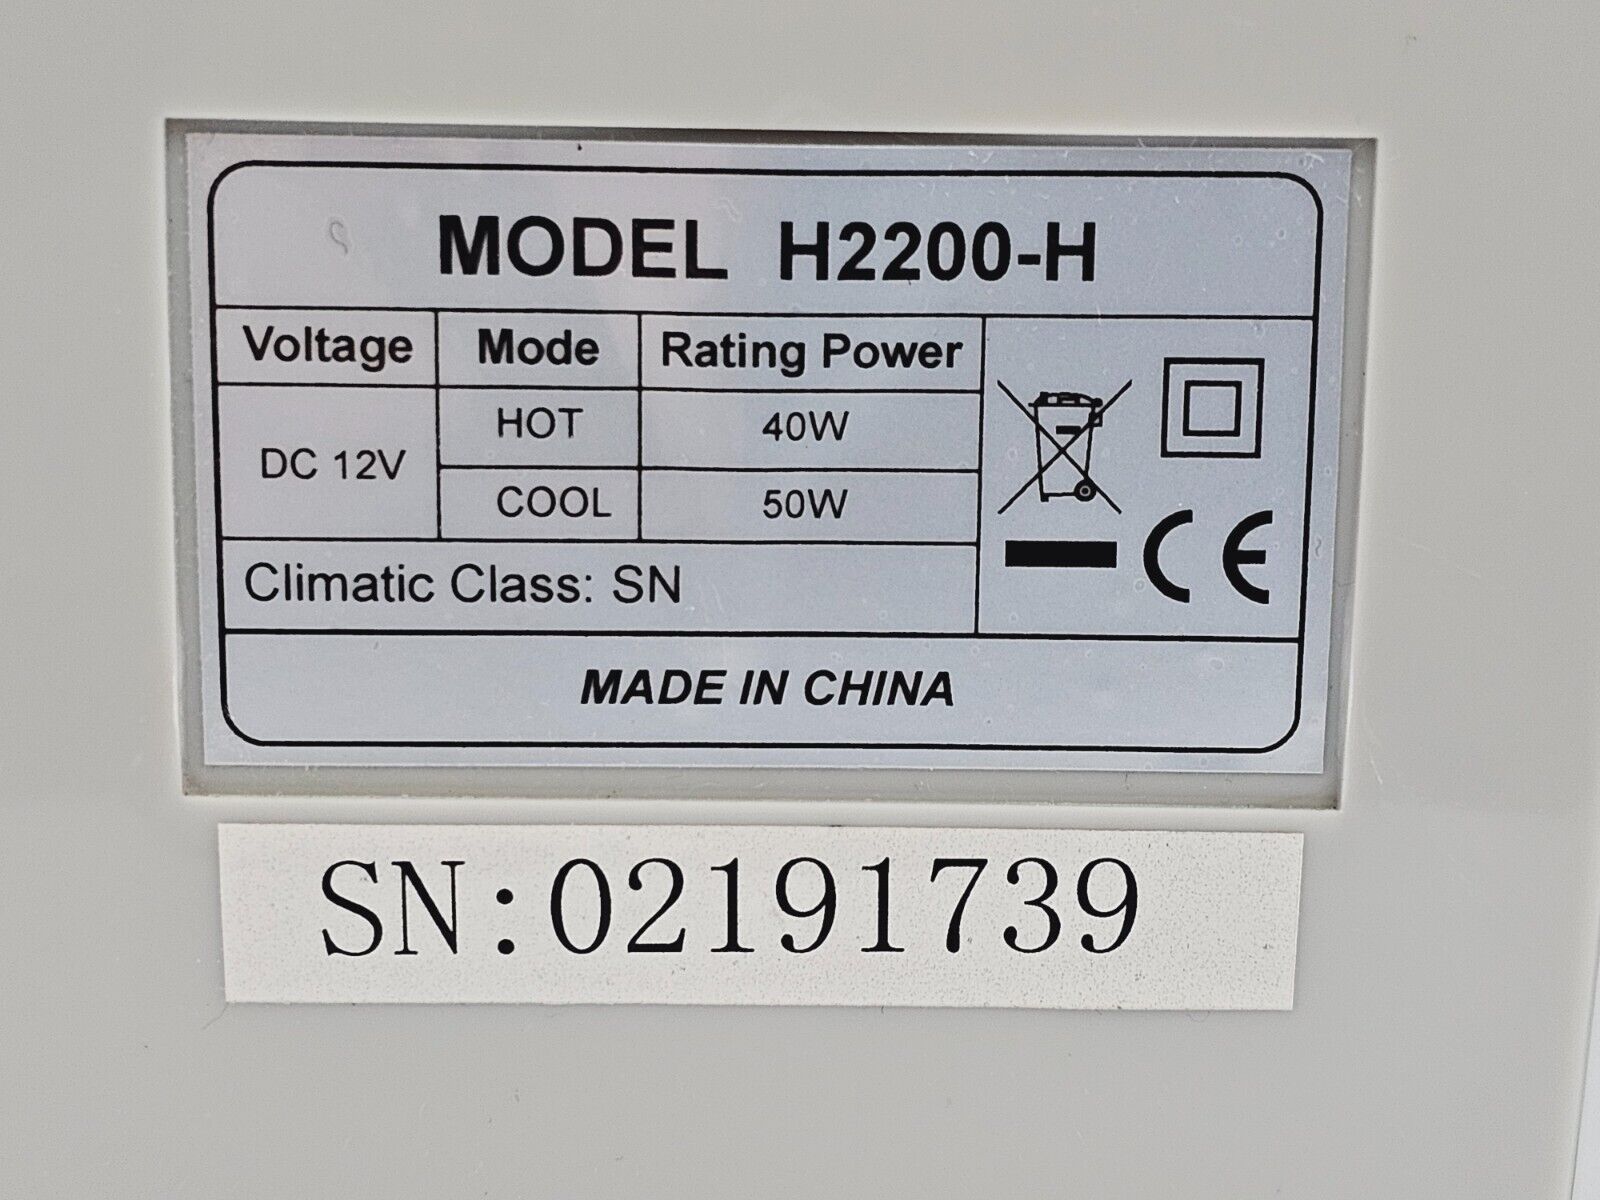 MODEL H2200-H
Voltage Mode Rating Power
DC 12V
HOT 40W
COOL 50W
Climatic Class: SN
CE
MADE IN CHINA
SN:02191739